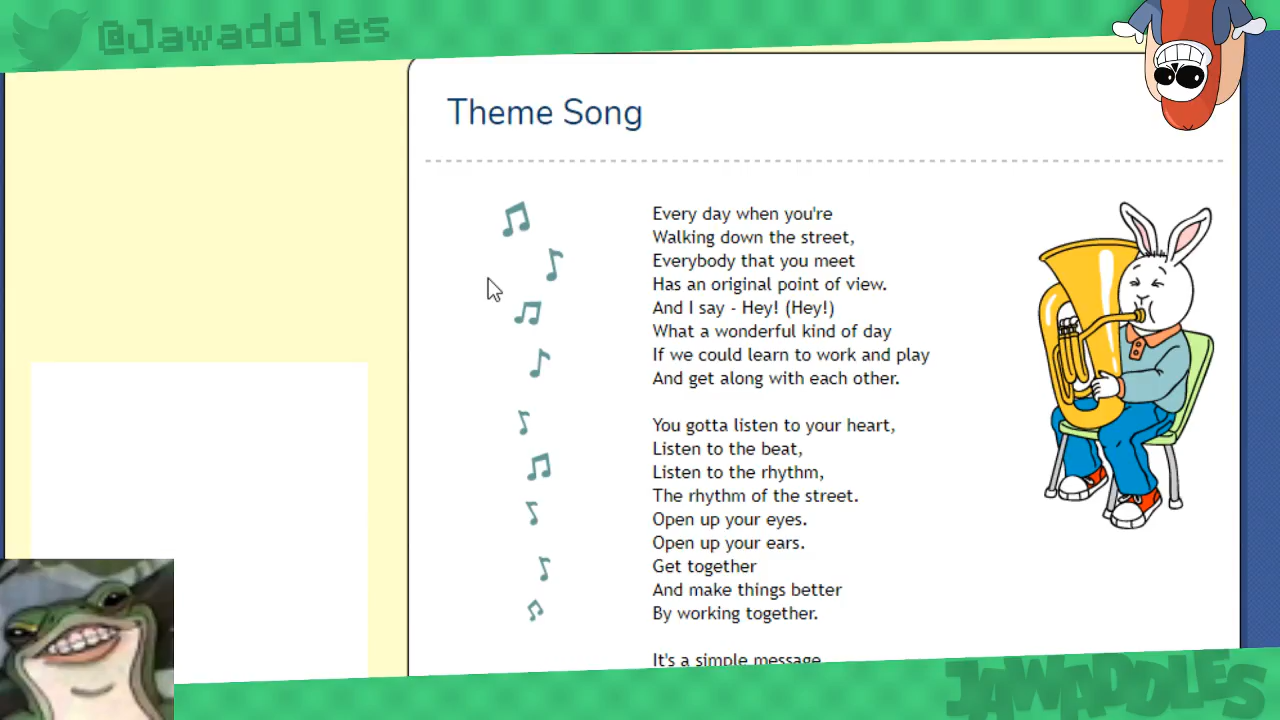 @Jawaddles
Theme Song
Every day when you're
Walking down the street,
Everybody that you meet
Has an original point of view.
And I say - Hey! (Hey!)
What a wonderful kind of day
If we could learn to work and play
And get along with each other.
You gotta listen to your heart,
Listen to the beat,
Listen to the rhythm,
The rhythm of the street.
Open up your eyes.
Open up your ears.
Get together
And make things better
By working together.
It's a simple message
JAWADDLES